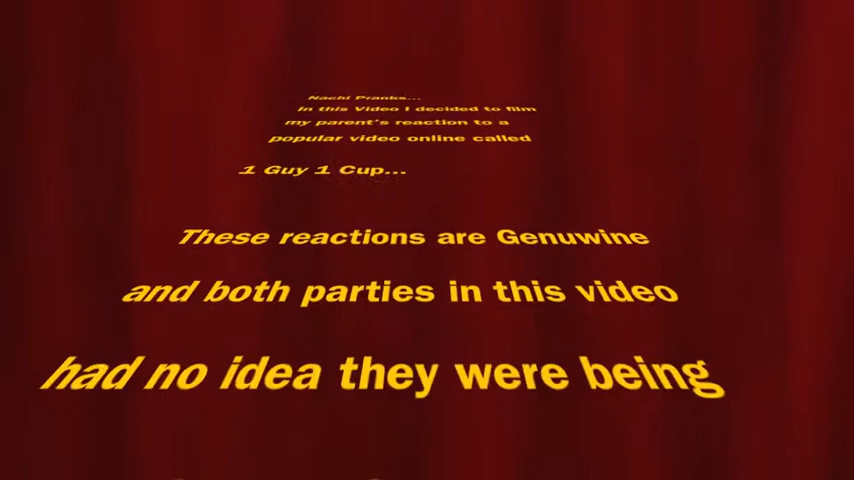 Nachi Pranks...
In this Video I decided to film
my parent's reaction to a
popular video online called
1 Guy 1 Cup...
These reactions are Genuwine
and both parties in this video
had no idea they were being